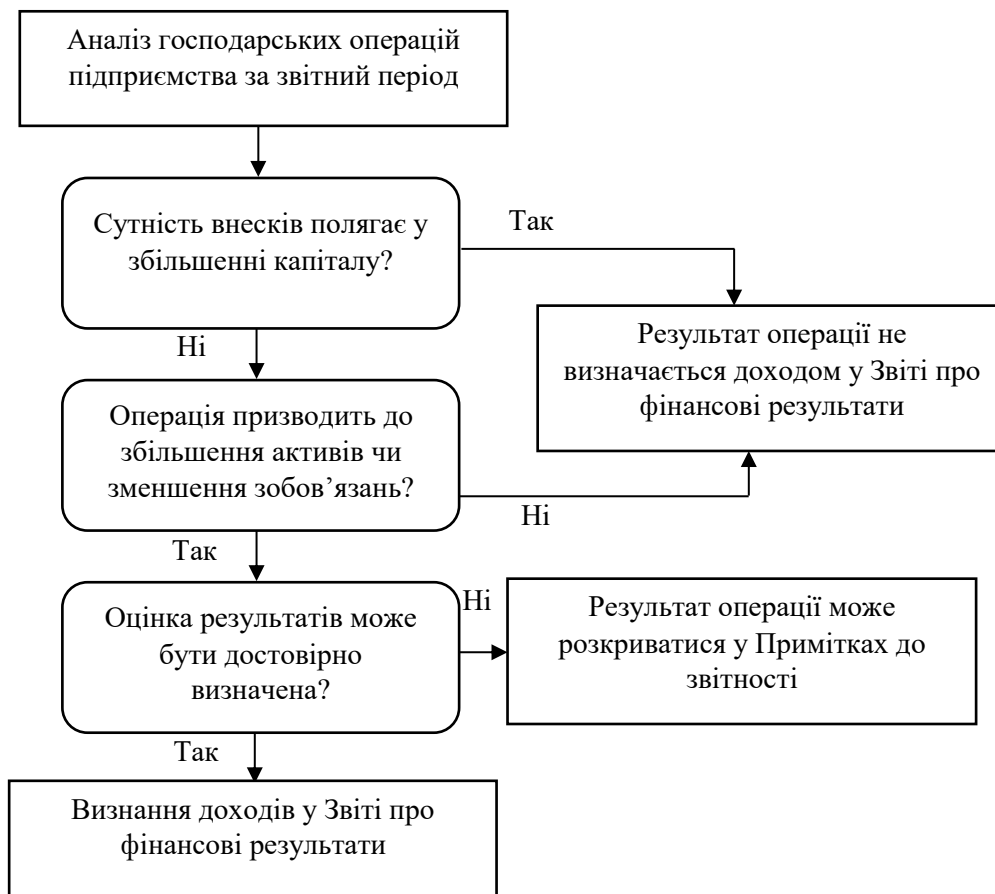 Аналіз господарських операцій
підприємства за звітний період
Сутність внесків полягає у
збільшенні капіталу?
Так
Ні
Результат операції не
визначається доходом у Звіті про
фінансові результати
Операція призводить до
збільшення активів чи
зменшення зобов’язань?
Ні
Так
Оцінка результатів може
бути достовірно
визначена?
Ні
Результат операції може
розкриватися у Примітках до
звітності
Так
Визнання доходів у Звіті про
фінансові результати